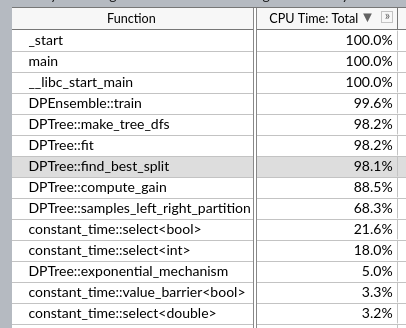 Function CPU Time: Total ▼ »
_start 100.0%
main 100.0%
__libc_start_main 100.0%
DPEnsemble::train 99.6%
DPTree::make_tree_dfs 98.2%
DPTree::fit 98.2%
DPTree::find_best_split 98.1%
DPTree::compute_gain 88.5%
DPTree::samples_left_right_partition 68.3%
constant_time::select<bool> 21.6%
constant_time::select<int> 18.0%
DPTree::exponential_mechanism 5.0%
constant_time::value_barrier<bool> 3.3%
constant_time::select<double> 3.2%